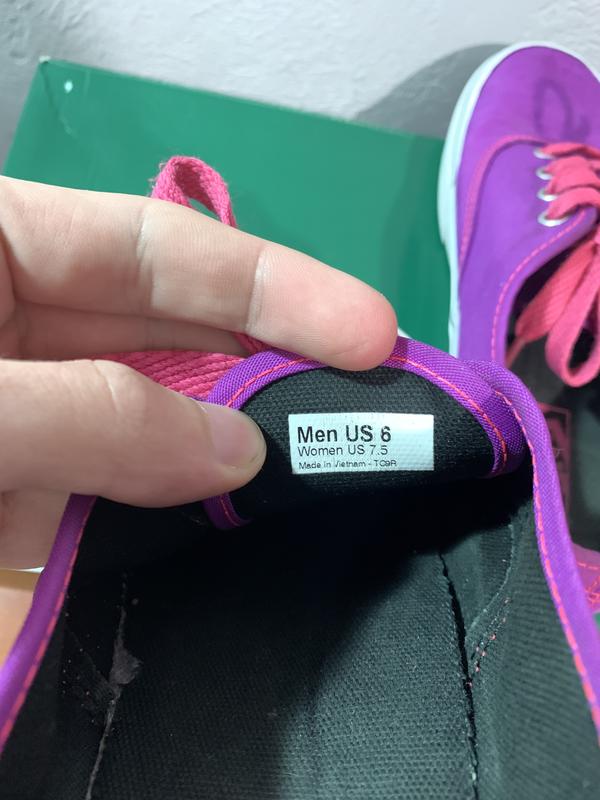 Men US 6
Women US 7.5
Made in Vietnam - TC9R